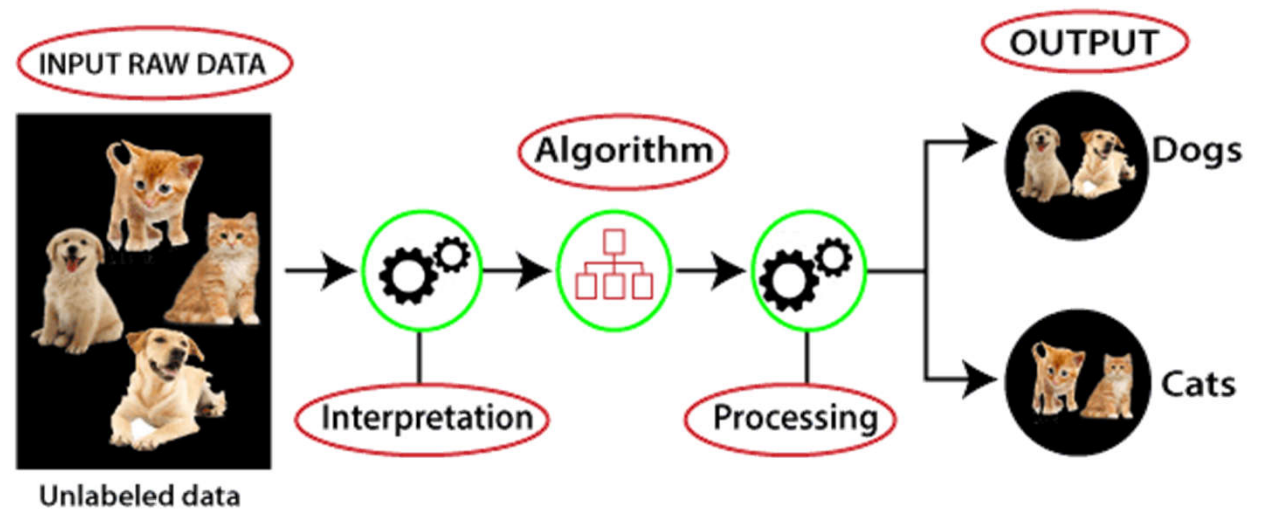 INPUT RAW DATA
Unlabeled data
Interpretation
Algorithm
Processing
OUTPUT
Dogs
Cats